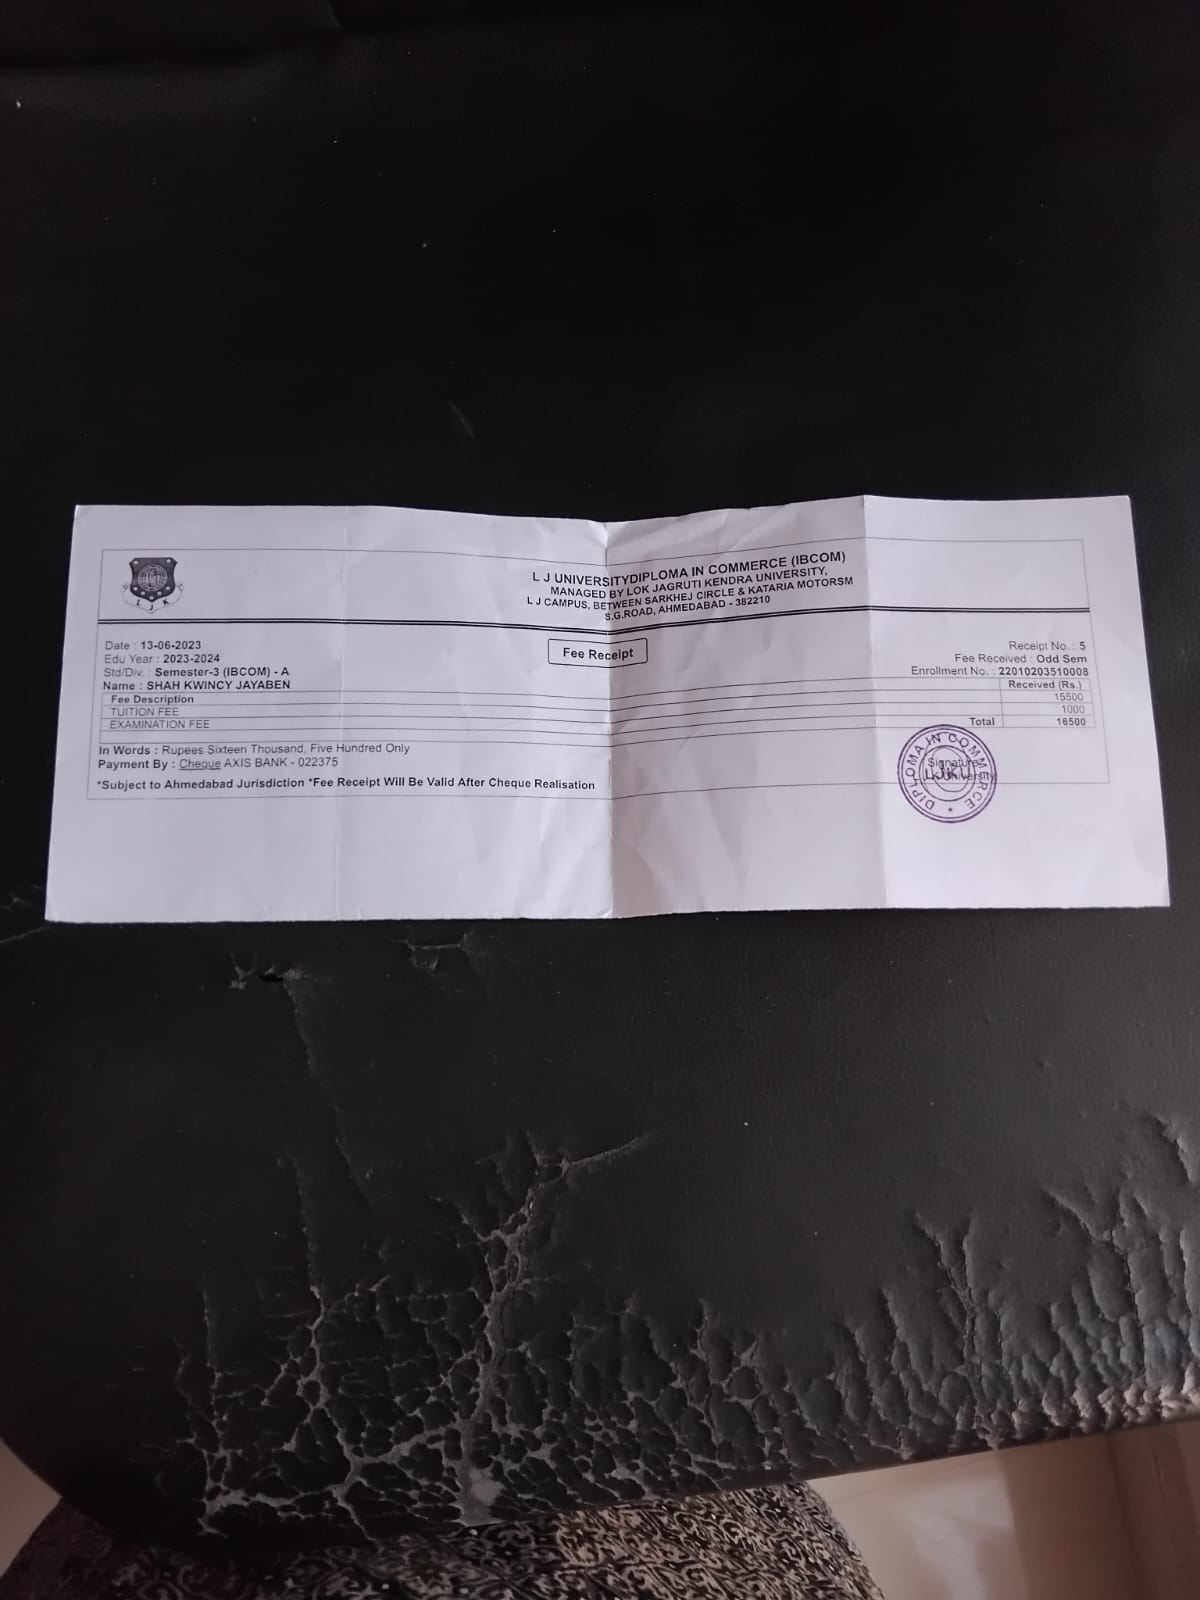 L J K
L J UNIVERSITYDIPLOMA IN COMMERCE (IBCOM)
MANAGED BY LOK JAGRUTI KENDRA UNIVERSITY,
L J CAMPUS, BETWEEN SARKHEJ CIRCLE & KATARIA MOTORSM
S.G.ROAD, AHMEDABAD - 382210
Fee Receipt
Date : 13-06-2023
Receipt No. : 5
Edu Year : 2023-2024
Fee Received : Odd Sem
Std/Div. : Semester-3 (IBCOM) - A
Enrollment No. : 22010203510008
Name : SHAH KWINCY JAYABEN
Fee Description Received (Rs.)
TUITION FEE 15500
EXAMINATION FEE 1000
Total 16500
In Words : Rupees Sixteen Thousand, Five Hundred Only
Payment By : Cheque AXIS BANK - 022375
*Subject to Ahmedabad Jurisdiction *Fee Receipt Will Be Valid After Cheque Realisation
Signature
University
DIPLOMA IN COMMERCE